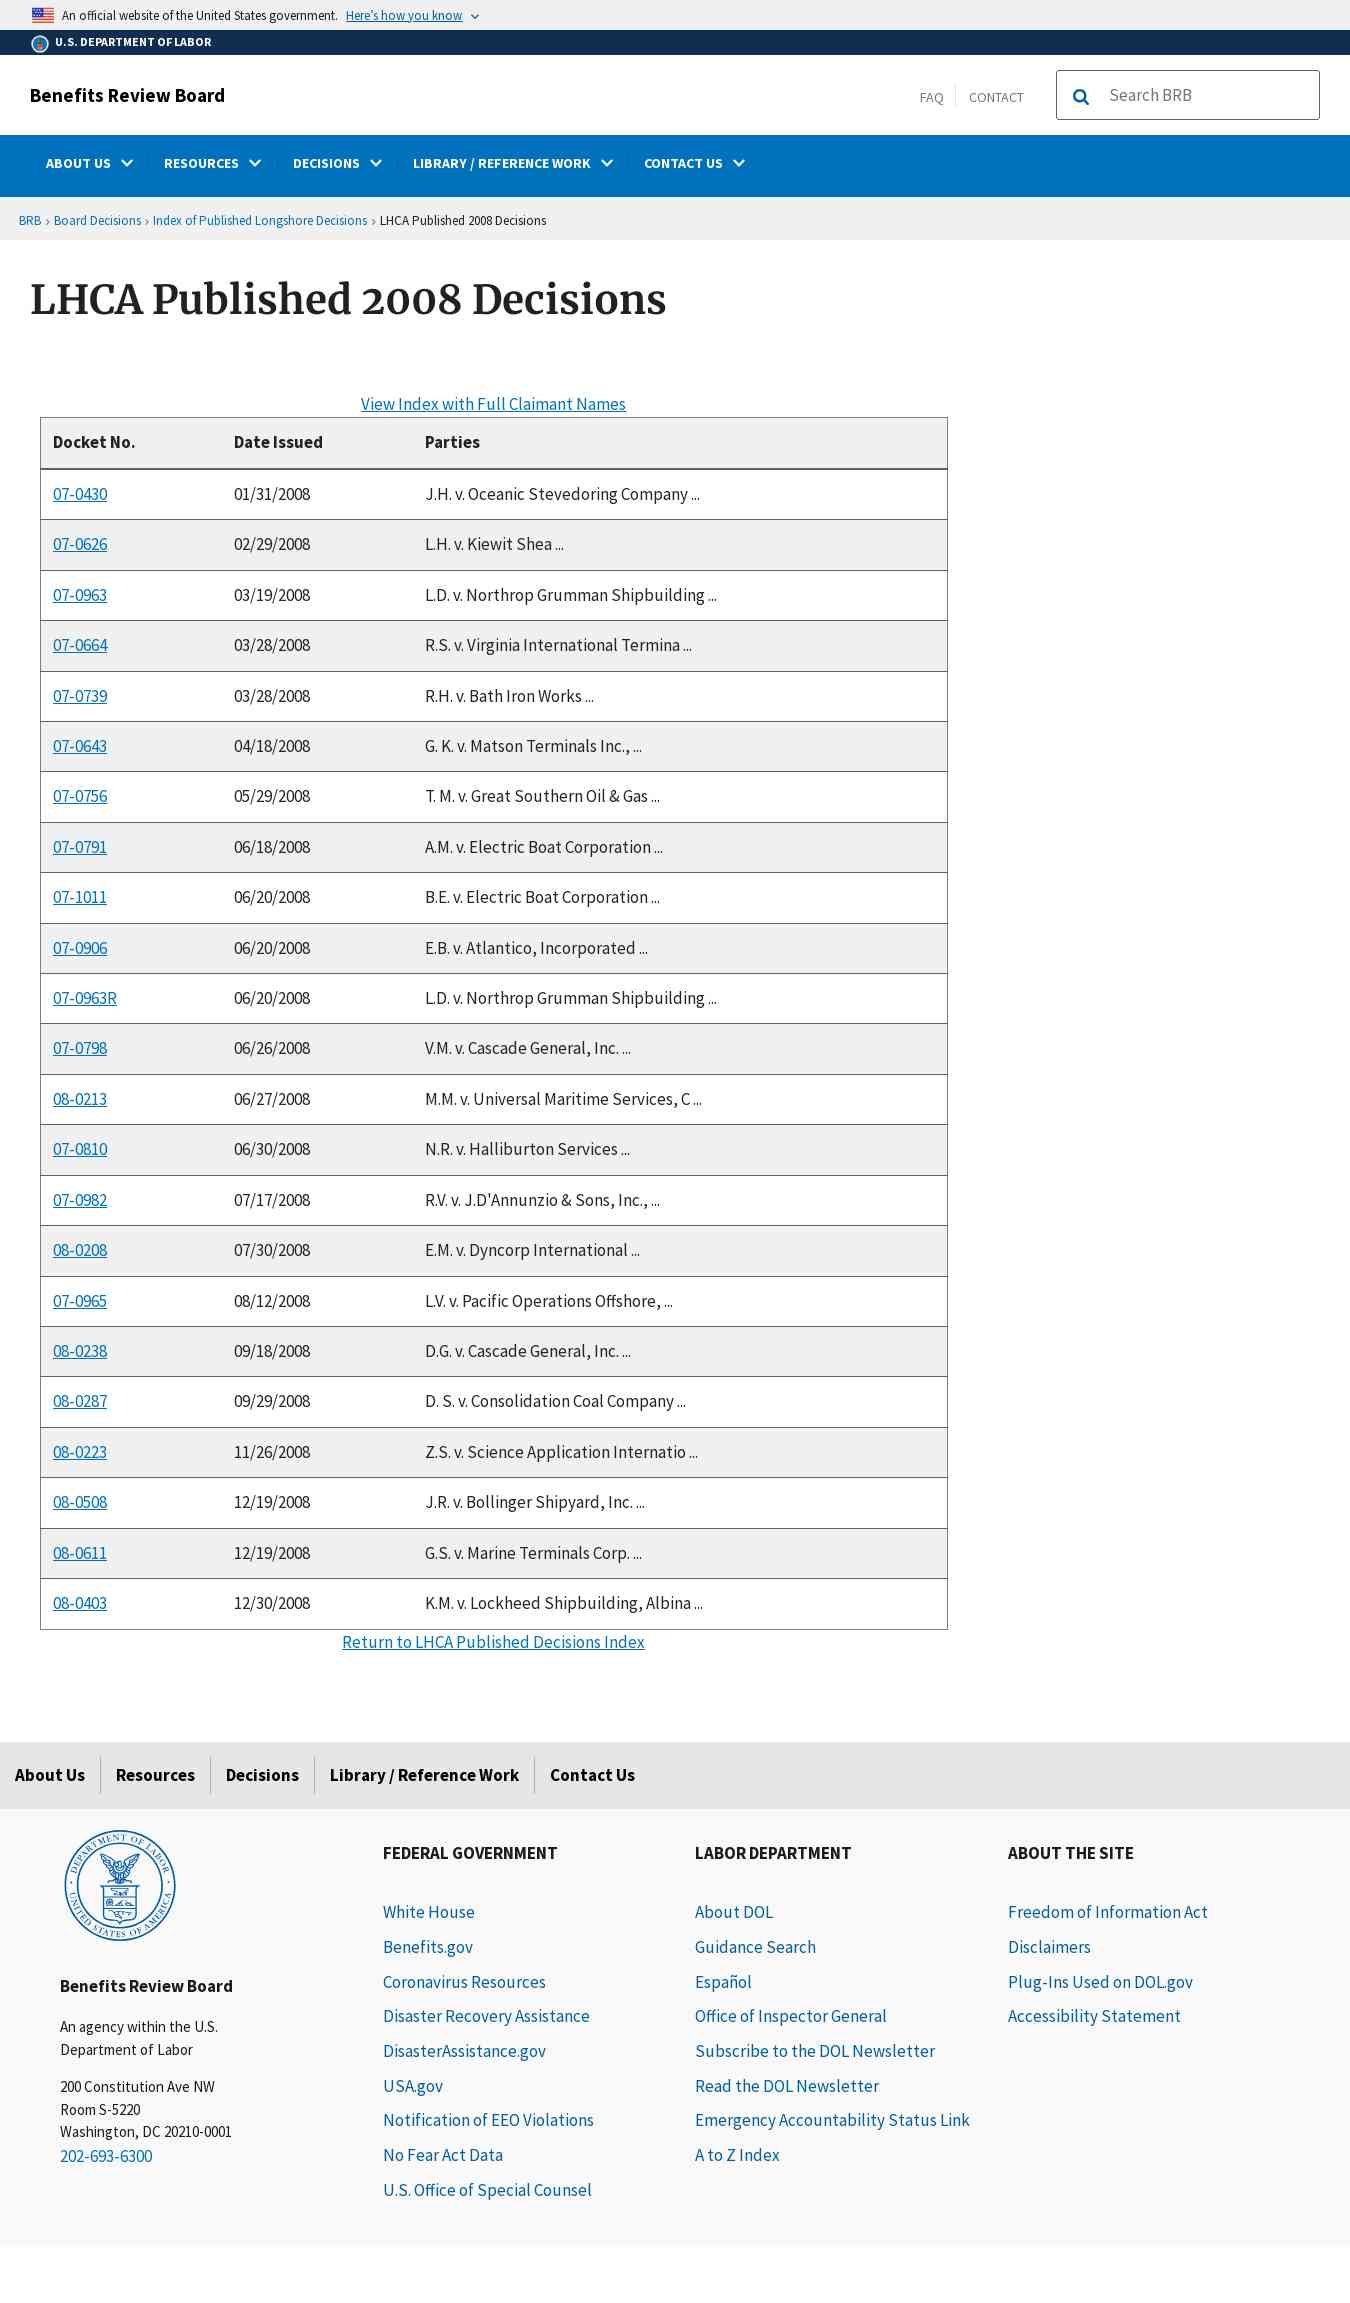 An official website of the United States government. Here's how you know
U.S. DEPARTMENT OF LABOR
Benefits Review Board
FAQ CONTACT Search BRB
ABOUT US RESOURCES DECISIONS LIBRARY / REFERENCE WORK CONTACT US
BRB › Board Decisions › Index of Published Longshore Decisions › LHCA Published 2008 Decisions
LHCA Published 2008 Decisions
View Index with Full Claimant Names
Docket No. Date Issued Parties
07-0430 01/31/2008 J.H. v. Oceanic Stevedoring Company ...
07-0626 02/29/2008 L.H. v. Kiewit Shea ...
07-0963 03/19/2008 L.D. v. Northrop Grumman Shipbuilding ...
07-0664 03/28/2008 R.S. v. Virginia International Termina ...
07-0739 03/28/2008 R.H. v. Bath Iron Works ...
07-0643 04/18/2008 G. K. v. Matson Terminals Inc., ...
07-0756 05/29/2008 T. M. v. Great Southern Oil & Gas ...
07-0791 06/18/2008 A.M. v. Electric Boat Corporation ...
07-1011 06/20/2008 B.E. v. Electric Boat Corporation ...
07-0906 06/20/2008 E.B. v. Atlantico, Incorporated ...
07-0963R 06/20/2008 L.D. v. Northrop Grumman Shipbuilding ...
07-0798 06/26/2008 V.M. v. Cascade General, Inc. ...
08-0213 06/27/2008 M.M. v. Universal Maritime Services, C ...
07-0810 06/30/2008 N.R. v. Halliburton Services ...
07-0982 07/17/2008 R.V. v. J.D'Annunzio & Sons, Inc., ...
08-0208 07/30/2008 E.M. v. Dyncorp International ...
07-0965 08/12/2008 L.V. v. Pacific Operations Offshore, ...
08-0238 09/18/2008 D.G. v. Cascade General, Inc. ...
08-0287 09/29/2008 D. S. v. Consolidation Coal Company ...
08-0223 11/26/2008 Z.S. v. Science Application Internatio ...
08-0508 12/19/2008 J.R. v. Bollinger Shipyard, Inc. ...
08-0611 12/19/2008 G.S. v. Marine Terminals Corp. ...
08-0403 12/30/2008 K.M. v. Lockheed Shipbuilding, Albina ...
Return to LHCA Published Decisions Index
About Us Resources Decisions Library / Reference Work Contact Us
DEPARTMENT OF LABOR
UNITED STATES OF AMERICA
Benefits Review Board
An agency within the U.S.
Department of Labor
200 Constitution Ave NW
Room S-5220
Washington, DC 20210-0001
202-693-6300
FEDERAL GOVERNMENT
White House
Benefits.gov
Coronavirus Resources
Disaster Recovery Assistance
DisasterAssistance.gov
USA.gov
Notification of EEO Violations
No Fear Act Data
U.S. Office of Special Counsel
LABOR DEPARTMENT
About DOL
Guidance Search
Español
Office of Inspector General
Subscribe to the DOL Newsletter
Read the DOL Newsletter
Emergency Accountability Status Link
A to Z Index
ABOUT THE SITE
Freedom of Information Act
Disclaimers
Plug-Ins Used on DOL.gov
Accessibility Statement